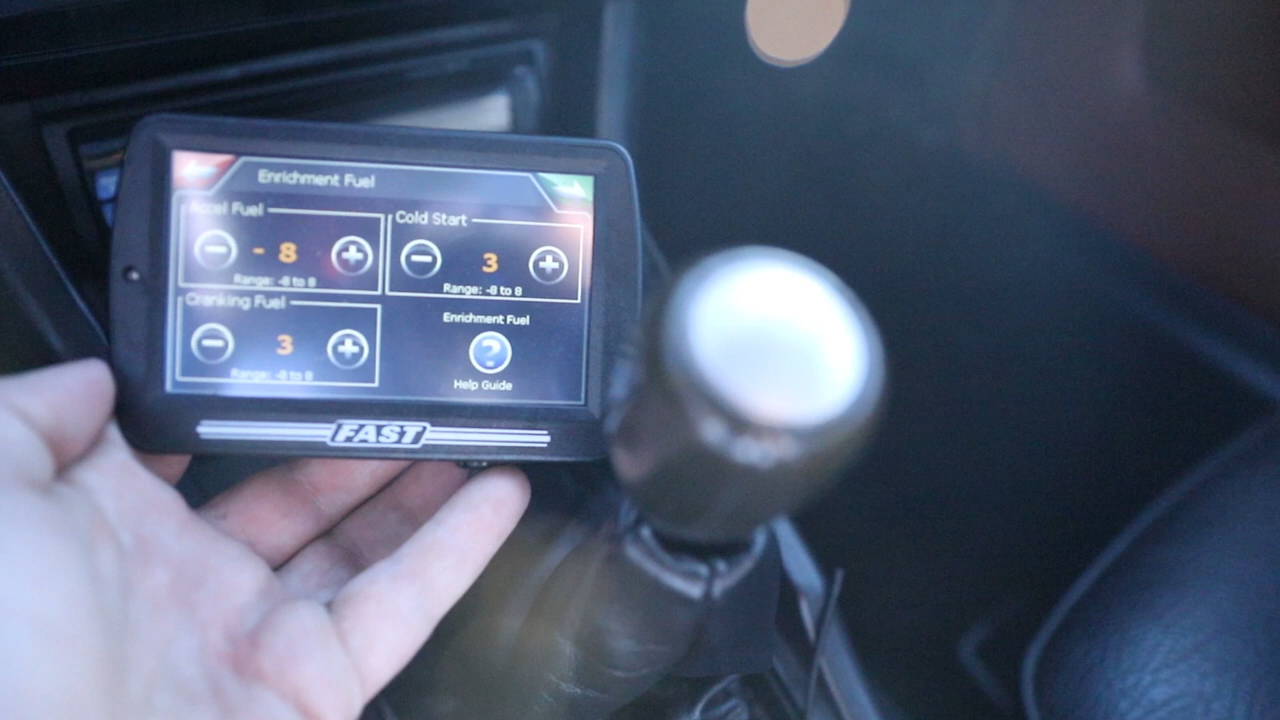 Enrichment Fuel
Accel Fuel
- 8
Range: -8 to 8
Cold Start
3
Range: -8 to 8
Cranking Fuel
3
Range: -8 to 8
Enrichment Fuel
?
Help Guide
FAST